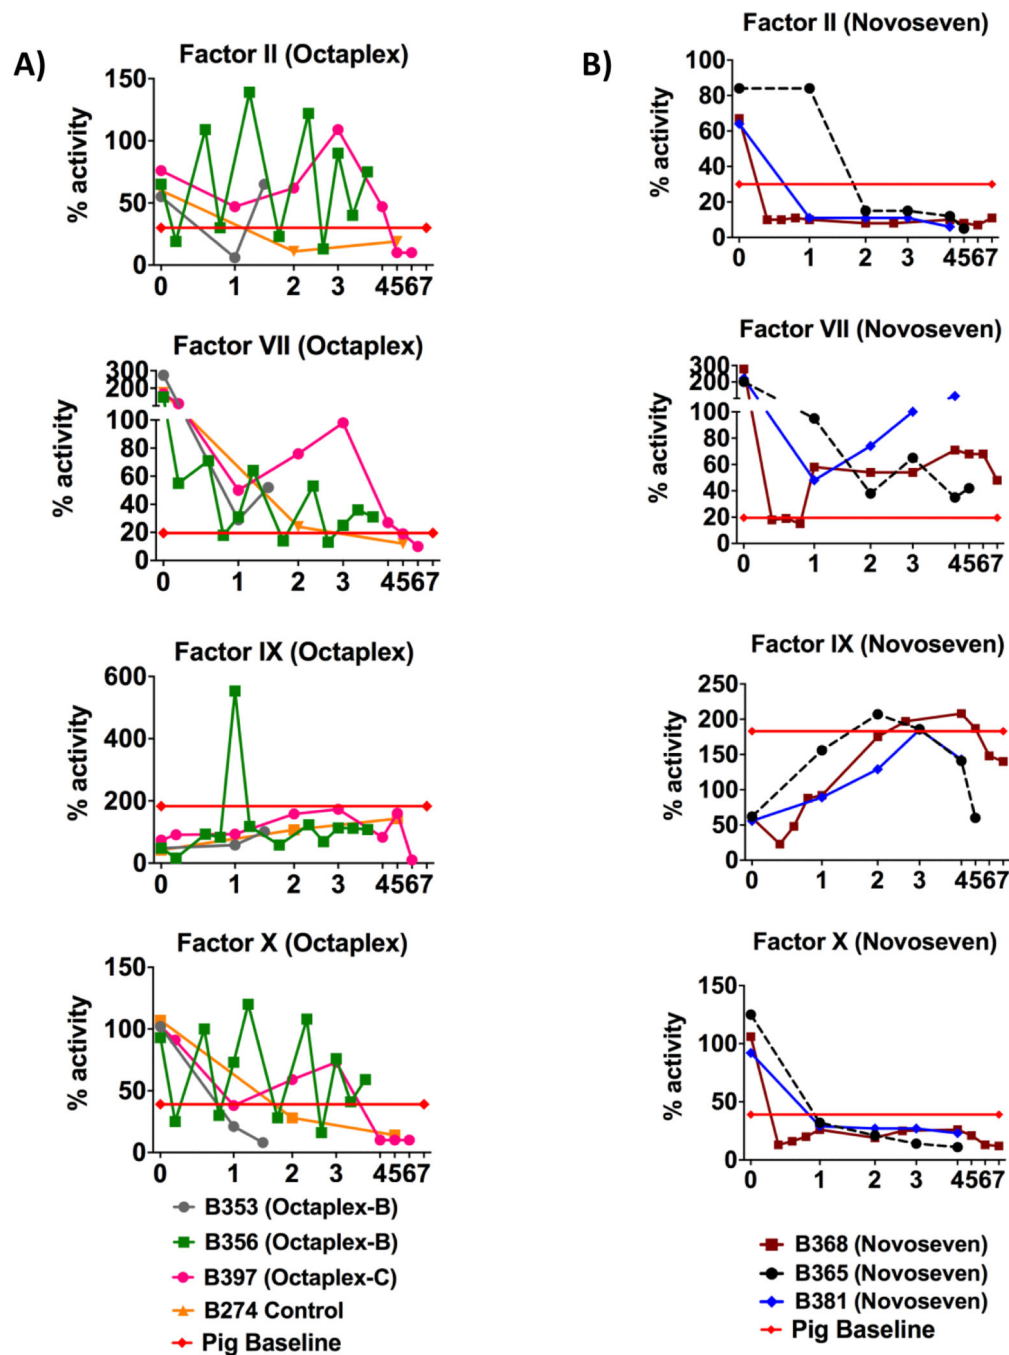 A)
Factor II (Octaplex)
% activity
150
100
50
0
0 1 2 3 4567
Factor VII (Octaplex)
% activity
300
200
100
80
60
40
20
0
0 1 2 3 4567
Factor IX (Octaplex)
% activity
600
400
200
0
0 1 2 3 4567
Factor X (Octaplex)
% activity
150
100
50
0
0 1 2 3 4567
B353 (Octaplex-B)
B356 (Octaplex-B)
B397 (Octaplex-C)
B274 Control
Pig Baseline
B)
Factor II (Novoseven)
% activity
100
80
60
40
20
0
0 1 2 3 4567
Factor VII (Novoseven)
% activity
300
200
100
80
60
40
20
0
0 1 2 3 4567
Factor IX (Novoseven)
% activity
250
200
150
100
50
0
0 1 2 3 4567
Factor X (Novoseven)
% activity
150
100
50
0
0 1 2 3 4567
B368 (Novoseven)
B365 (Novoseven)
B381 (Novoseven)
Pig Baseline